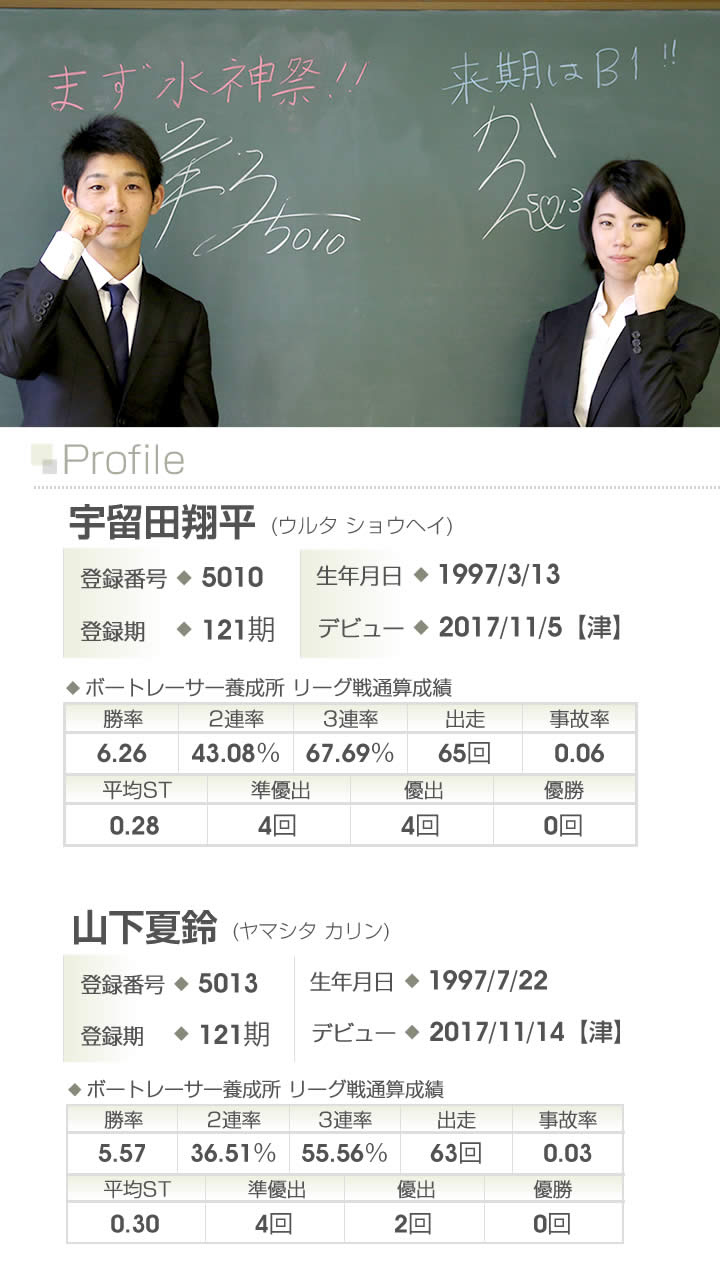 まず水神祭!!
来期はB1!!
5010
5♡13
Profile
宇留田翔平 (ウルタ ショウヘイ)
登録番号 ◆ 5010 生年月日 ◆ 1997/3/13
登録期 ◆ 121期 デビュー ◆ 2017/11/5【津】
◆ ボートレーサー養成所 リーグ戦通算成績
勝率 2連率 3連率 出走 事故率
6.26 43.08% 67.69% 65回 0.06
平均ST 準優出 優出 優勝
0.28 4回 4回 0回
山下夏鈴 (ヤマシタ カリン)
登録番号 ◆ 5013 生年月日 ◆ 1997/7/22
登録期 ◆ 121期 デビュー ◆ 2017/11/14【津】
◆ ボートレーサー養成所 リーグ戦通算成績
勝率 2連率 3連率 出走 事故率
5.57 36.51% 55.56% 63回 0.03
平均ST 準優出 優出 優勝
0.30 4回 2回 0回